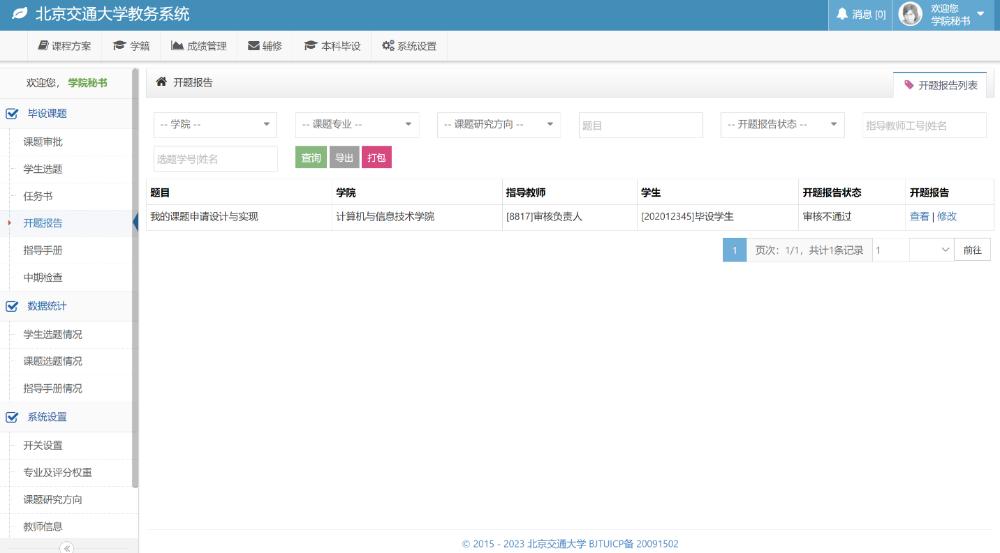 北京交通大学教务系统
消息 [0]
欢迎您
学院秘书
课程方案
学籍
成绩管理
辅修
本科毕设
系统设置
欢迎您， 学院秘书
毕设课题
课题审批
学生选题
任务书
开题报告
指导手册
中期检查
数据统计
学生选题情况
课题选题情况
指导手册情况
系统设置
开关设置
专业及评分权重
课题研究方向
教师信息
开题报告
开题报告列表
-- 学院 --
-- 课题专业 --
-- 课题研究方向 --
题目
-- 开题报告状态 --
指导教师工号|姓名
选题学号|姓名
查询 导出 打包
题目 学院 指导教师 学生 开题报告状态 开题报告
我的课题申请设计与实现 计算机与信息技术学院 [8817]审核负责人 [202012345]毕设学生 审核不通过 查看 | 修改
1 页次：1/1，共计1条记录 1 前往
© 2015 - 2023 北京交通大学 BJTUICP备 20091502